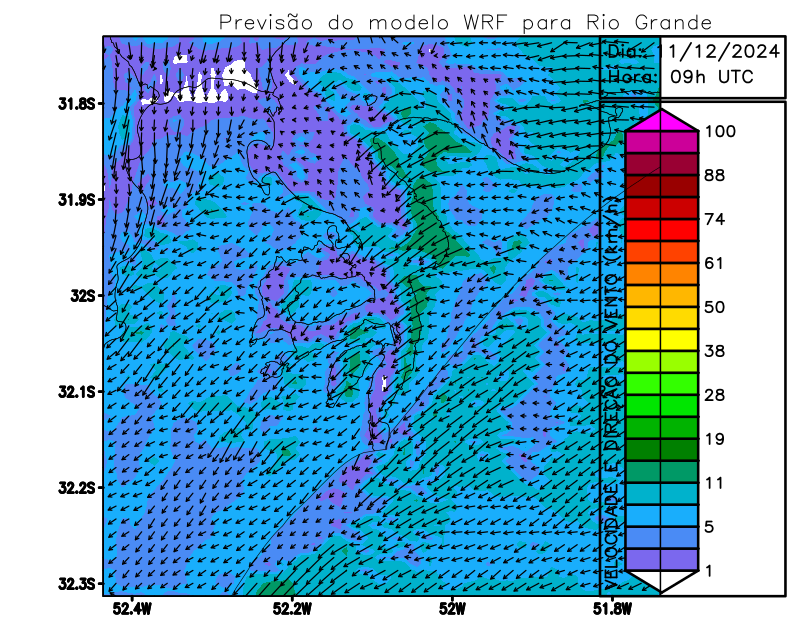 Previsão do modelo WRF para Rio Grande
Dia: 11/12/2024
Hora: 09h UTC
31.8S
31.9S
32S
32.1S
32.2S
32.3S
52.4W
52.2W
52W
51.8W
VELOCIDADE E DIREÇÃO DO VENTO (km/h)
100
88
74
61
50
38
28
19
11
5
1